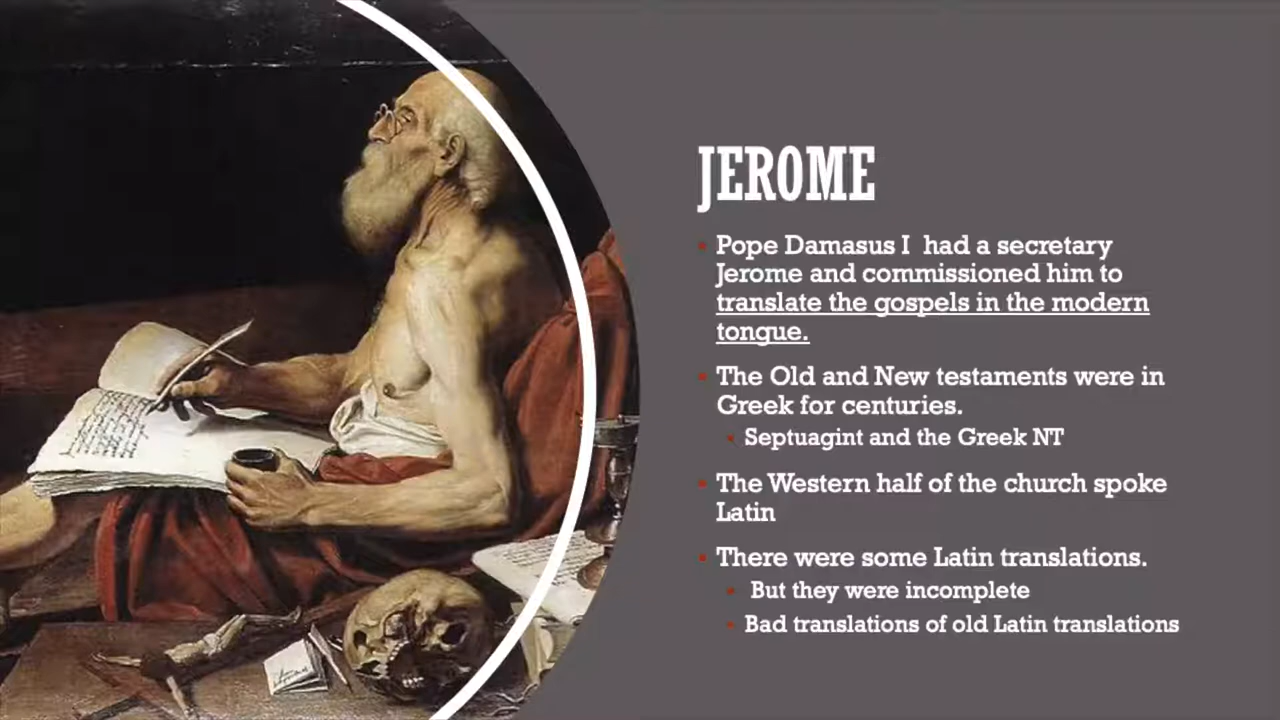 JEROME
Pope Damasus I had a secretary
Jerome and commissioned him to
translate the gospels in the modern
tongue.
The Old and New testaments were in
Greek for centuries.
Septuagint and the Greek NT
The Western half of the church spoke
Latin
There were some Latin translations.
But they were incomplete
Bad translations of old Latin translations